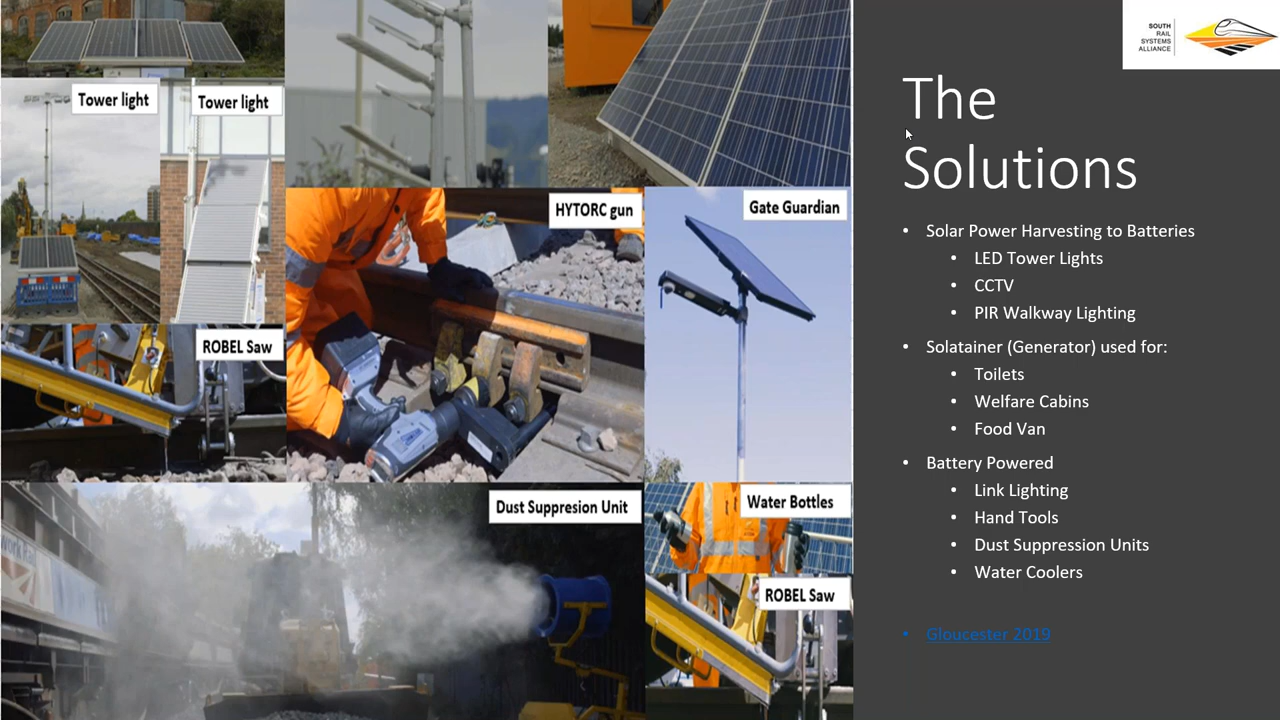 Tower light
Tower light
HYTORC gun
Gate Guardian
ROBEL Saw
Dust Suppresion Unit
Water Bottles
ROBEL Saw
SOUTH
RAIL
SYSTEMS
ALLIANCE
The
Solutions
• Solar Power Harvesting to Batteries
• LED Tower Lights
• CCTV
• PIR Walkway Lighting
• Solatainer (Generator) used for:
• Toilets
• Welfare Cabins
• Food Van
• Battery Powered
• Link Lighting
• Hand Tools
• Dust Suppression Units
• Water Coolers
• Gloucester 2019